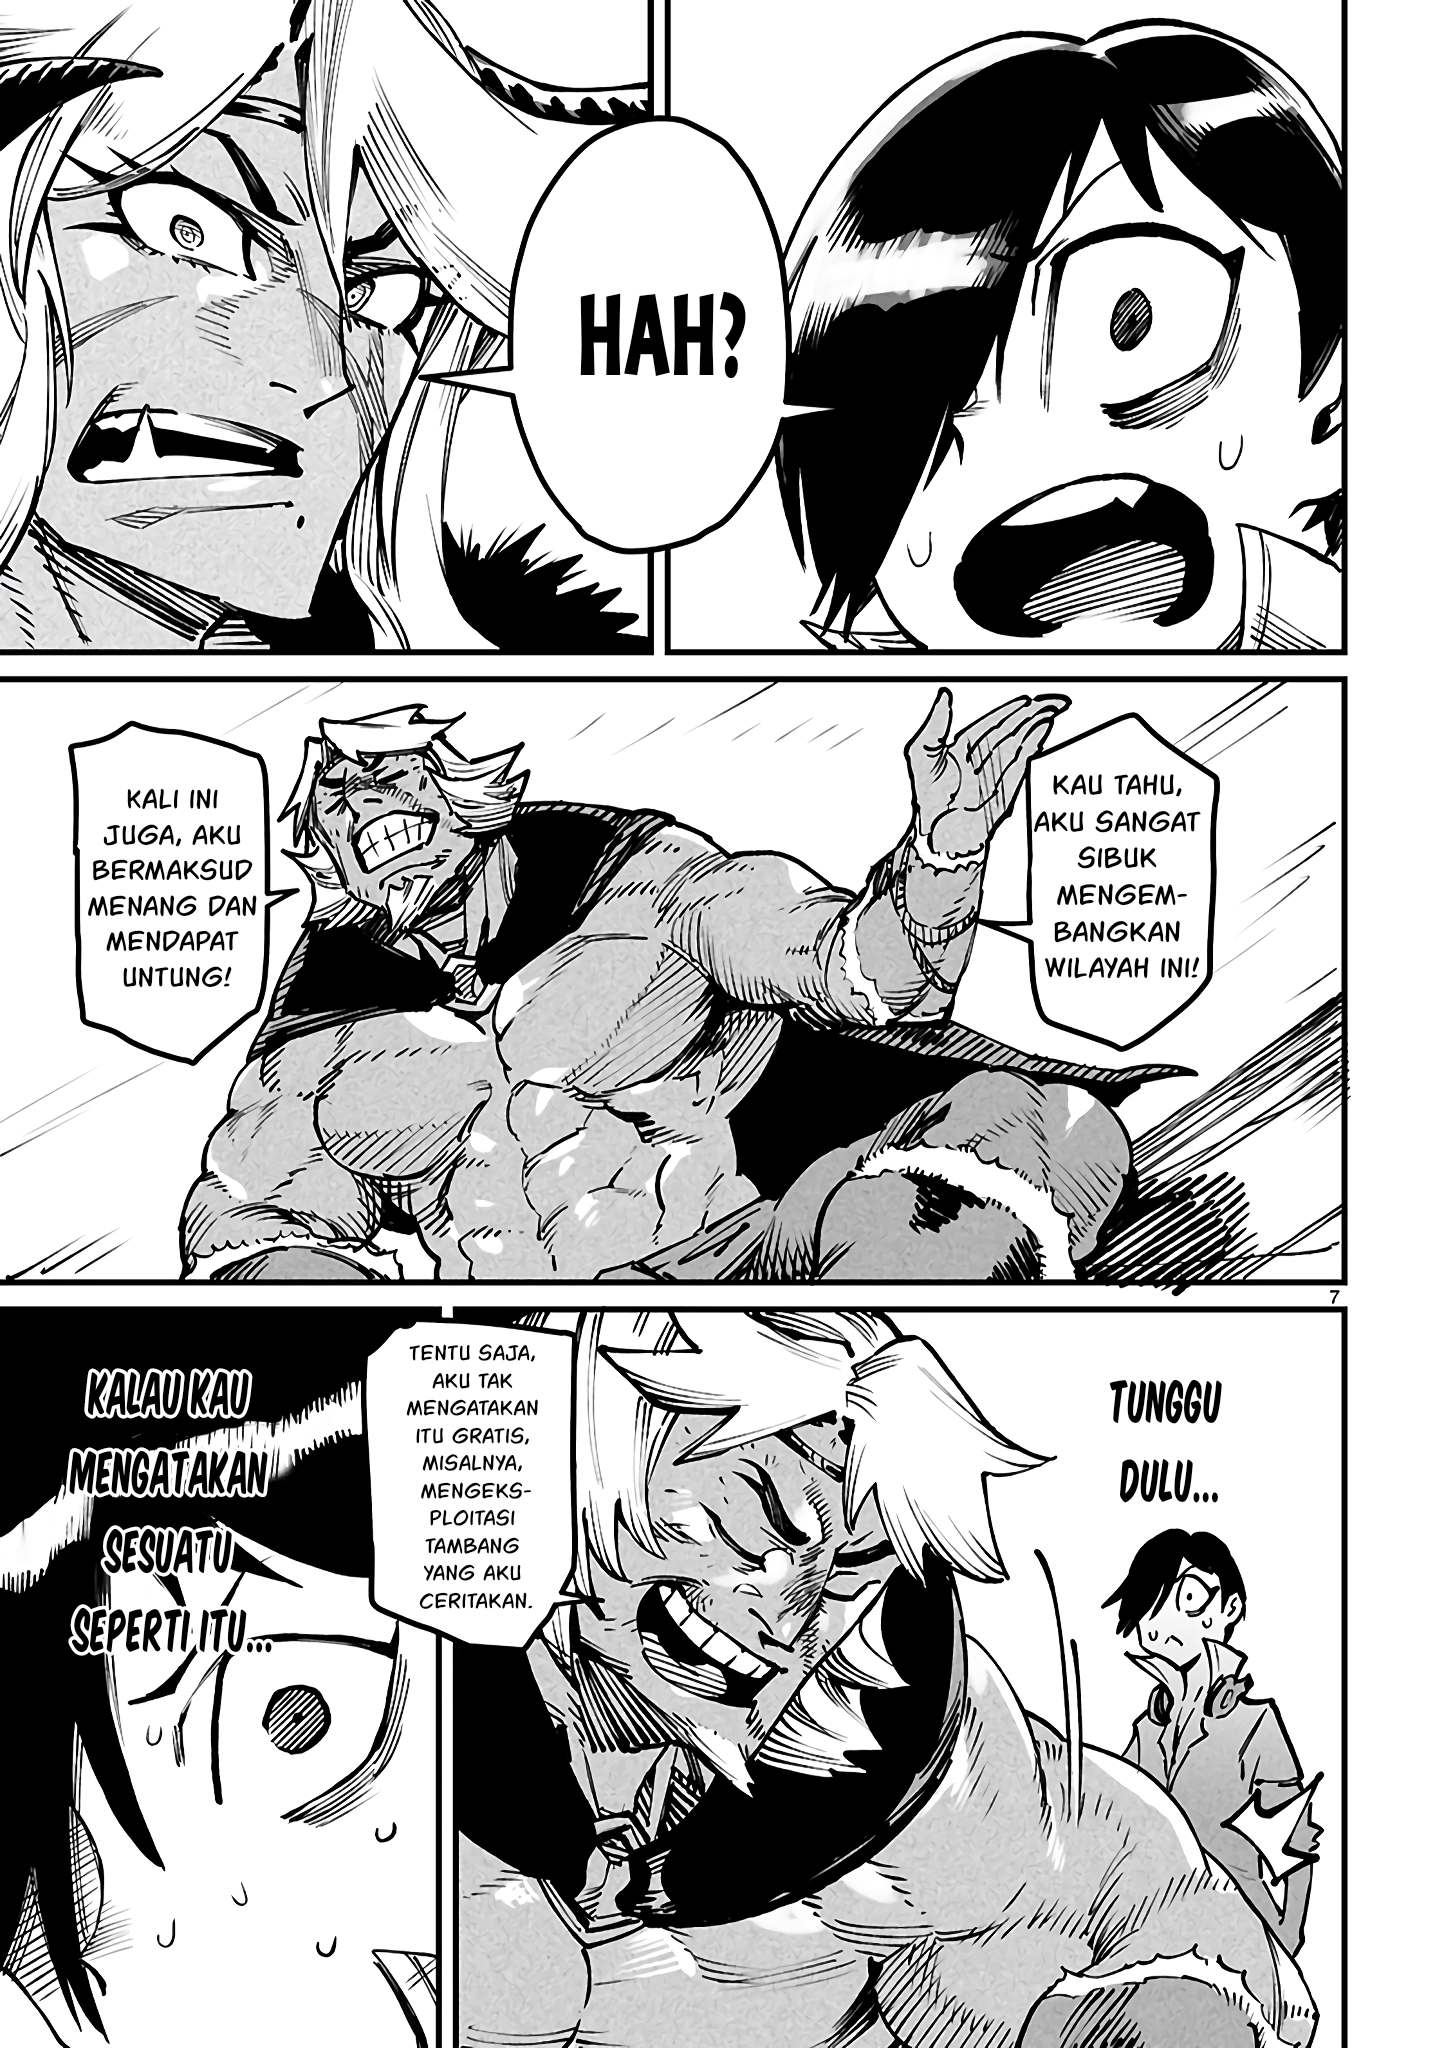 HAH?
KAU TAHU,
AKU SANGAT
SIBUK
MENGEM-
BANGKAN
WILAYAH INI!
KALI INI
JUGA, AKU
BERMAKSUD
MENANG DAN
MENDAPAT
UNTUNG!
7
TUNGGU
DULU...
TENTU SAJA,
AKU TAK
MENGATAKAN
ITU GRATIS,
MISALNYA,
MENGEKS-
PLOITASI
TAMBANG
YANG AKU
CERITAKAN.
KALAU KAU
MENGATAKAN
SESUATU
SEPERTI ITU...